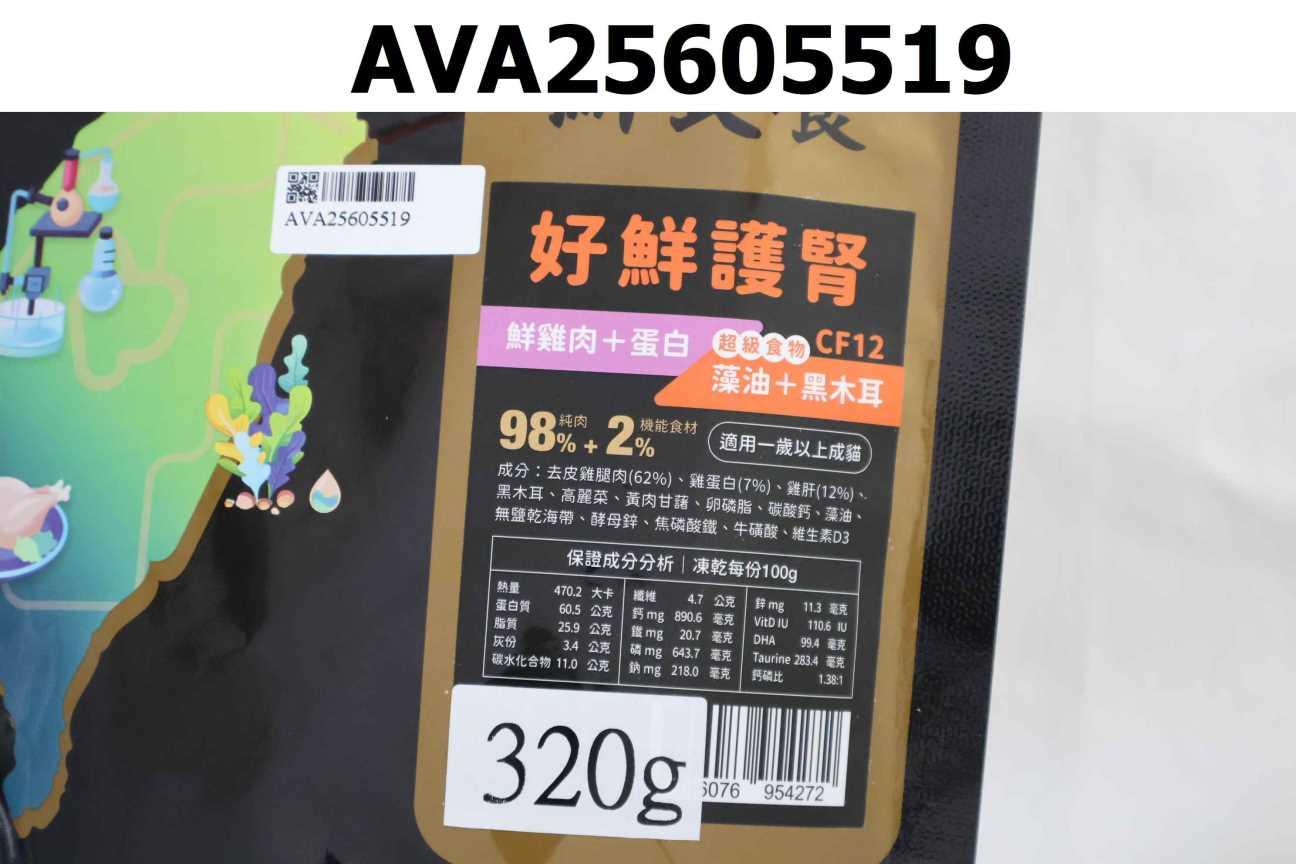 AVA25605519
AVA25605519
好鮮護腎
鮮雞肉＋蛋白
超級食物 CF12
藻油＋黑木耳
98% 純肉 + 2% 機能食材
適用一歲以上成貓
成分：去皮雞腿肉(62%)、雞蛋白(7%)、雞肝(12%)、
黑木耳、高麗菜、黃肉甘藷、卵磷脂、碳酸鈣、藻油、
無鹽乾海帶、酵母鋅、焦磷酸鐵、牛磺酸、維生素D3
保證成分分析｜凍乾每份100g
熱量 470.2 大卡
蛋白質 60.5 公克
脂質 25.9 公克
灰份 3.4 公克
碳水化合物 11.0 公克
纖維 4.7 公克
鈣 mg 890.6 毫克
鐵 mg 20.7 毫克
磷 mg 643.7 毫克
鈉 mg 218.0 毫克
鋅 mg 11.3 毫克
VitD IU 110.6 IU
DHA 99.4 毫克
Taurine 283.4 毫克
鈣磷比 1.38:1
320g
6076 954272